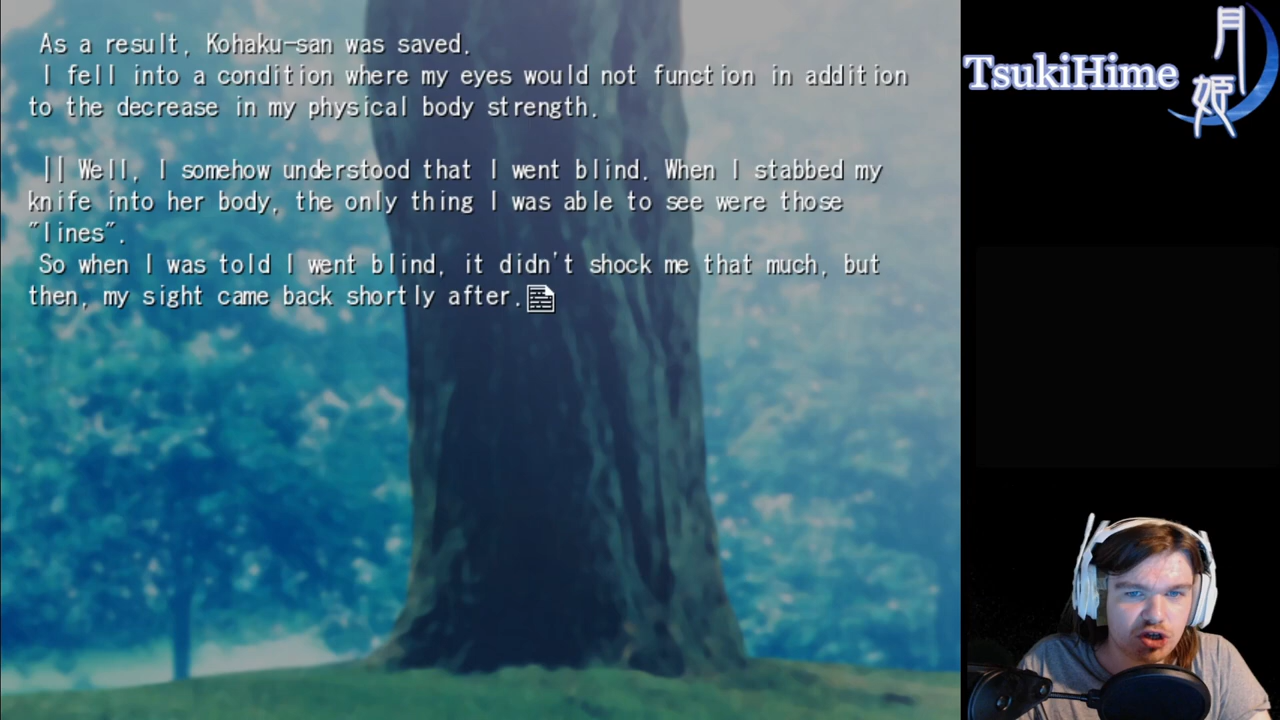 As a result, Kohaku-san was saved.
I fell into a condition where my eyes would not function in addition
to the decrease in my physical body strength.
|| Well, I somehow understood that I went blind. When I stabbed my
knife into her body, the only thing I was able to see were those
"lines".
So when I was told I went blind, it didn't shock me that much, but
then, my sight came back shortly after.
TsukiHime
月姫